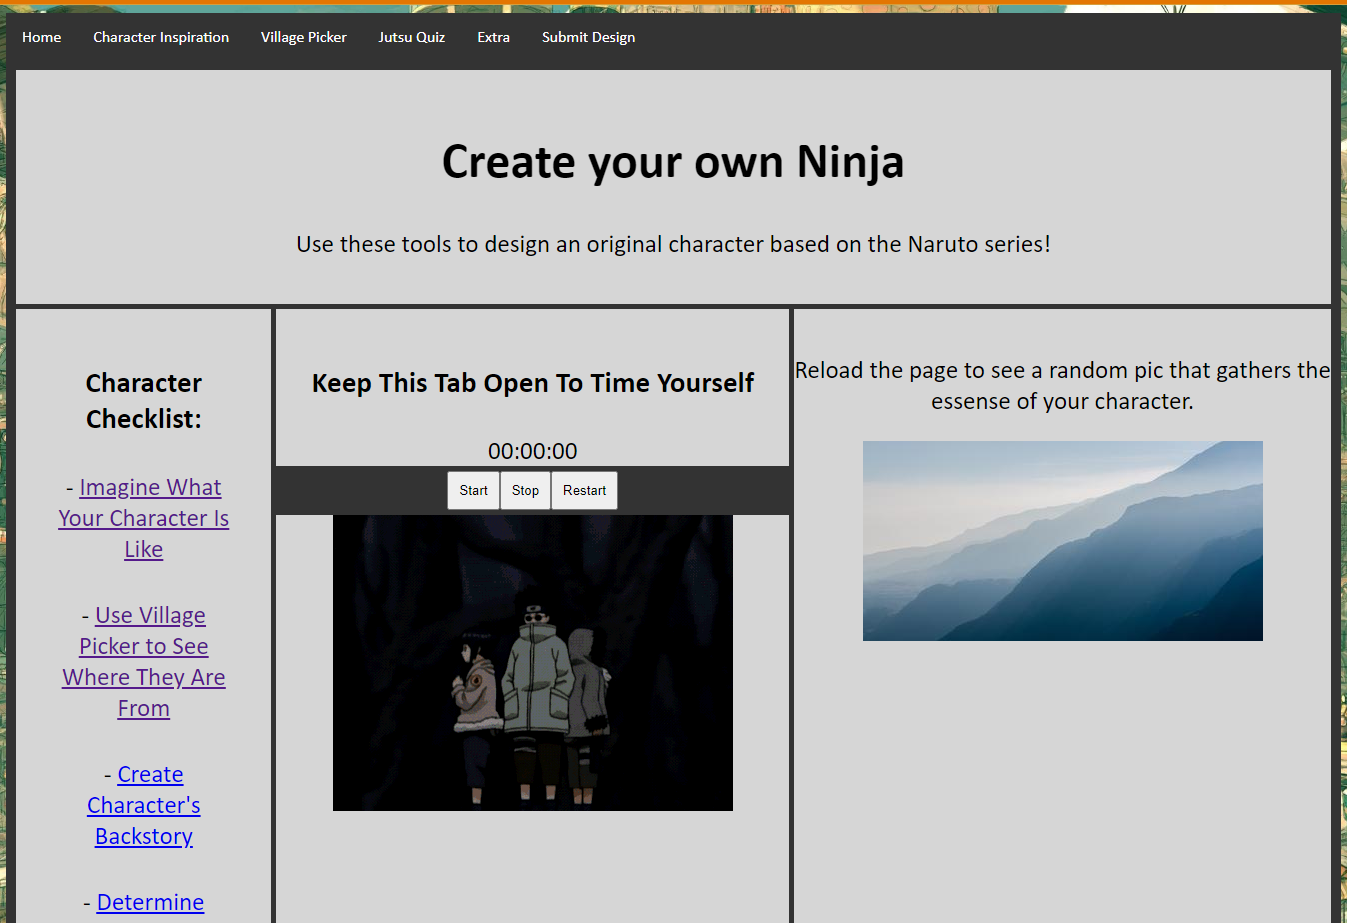 Home Character Inspiration Village Picker Jutsu Quiz Extra Submit Design
Create your own Ninja
Use these tools to design an original character based on the Naruto series!
Character
Checklist:
- Imagine What
Your Character Is
Like
- Use Village
Picker to See
Where They Are
From
- Create
Character's
Backstory
- Determine
Keep This Tab Open To Time Yourself
00:00:00
Start Stop Restart
Reload the page to see a random pic that gathers the
essense of your character.